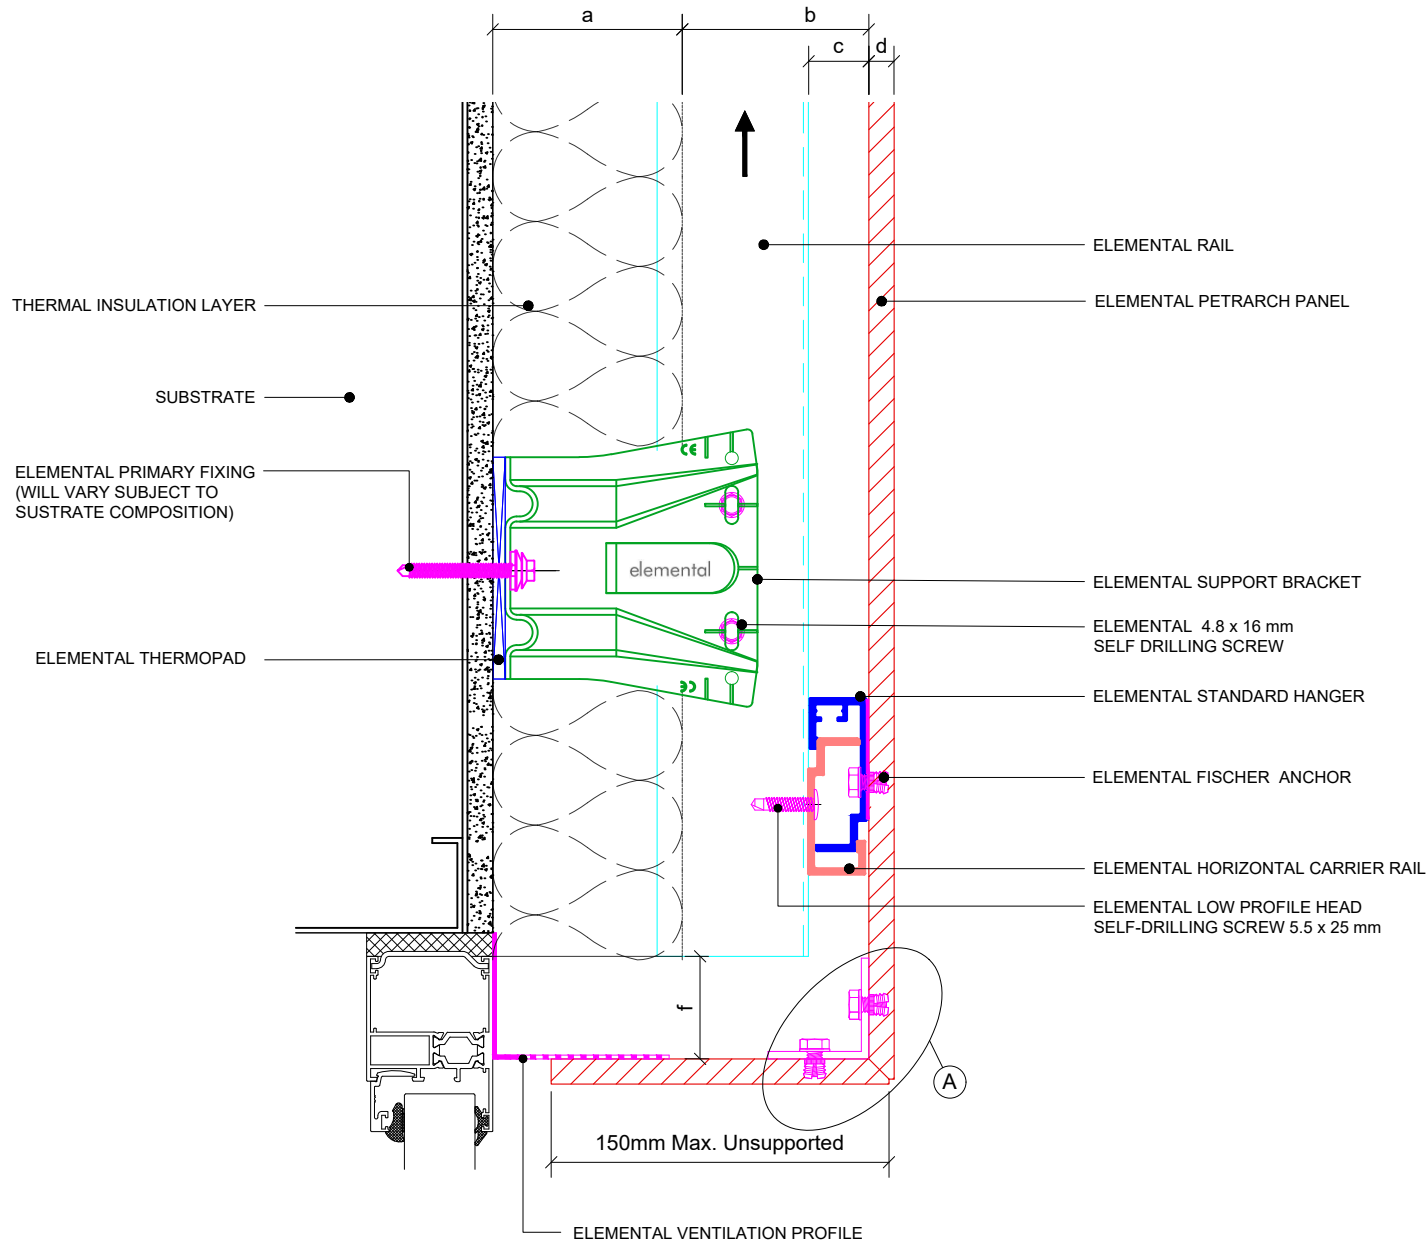 a
b
c
d
ELEMENTAL RAIL
ELEMENTAL PETRARCH PANEL
THERMAL INSULATION LAYER
SUBSTRATE
ELEMENTAL PRIMARY FIXING
(WILL VARY SUBJECT TO
SUSTRATE COMPOSITION)
CE
elemental
ELEMENTAL SUPPORT BRACKET
ELEMENTAL 4.8 x 16 mm
SELF DRILLING SCREW
ELEMENTAL THERMOPAD
CE
ELEMENTAL STANDARD HANGER
ELEMENTAL FISCHER ANCHOR
ELEMENTAL HORIZONTAL CARRIER RAIL
ELEMENTAL LOW PROFILE HEAD
SELF-DRILLING SCREW 5.5 x 25 mm
f
A
150mm Max. Unsupported
ELEMENTAL VENTILATION PROFILE